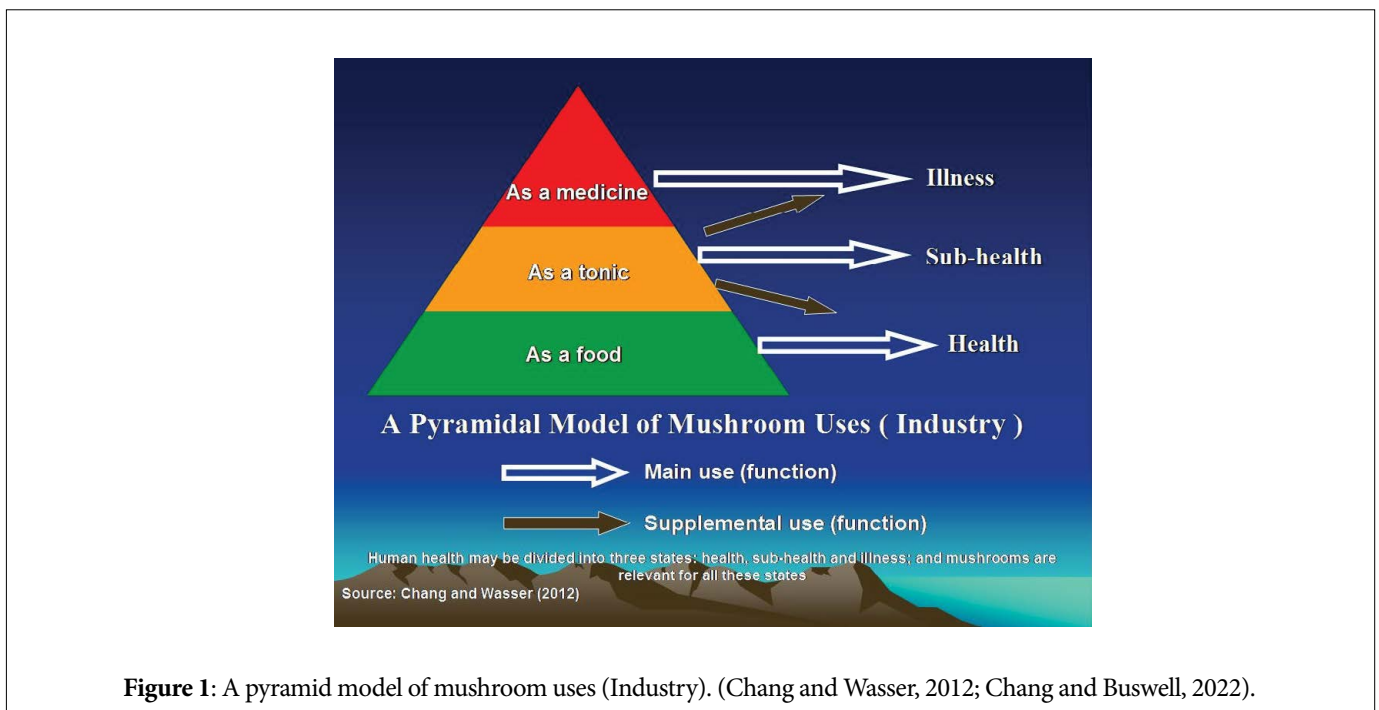 As a medicine
Illness
As a tonic
Sub-health
As a food
Health
A Pyramidal Model of Mushroom Uses ( Industry )
Main use (function)
Supplemental use (function)
Human health may be divided into three states: health, sub-health and illness; and mushrooms are
relevant for all these states
Source: Chang and Wasser (2012)
Figure 1: A pyramid model of mushroom uses (Industry). (Chang and Wasser, 2012; Chang and Buswell, 2022).